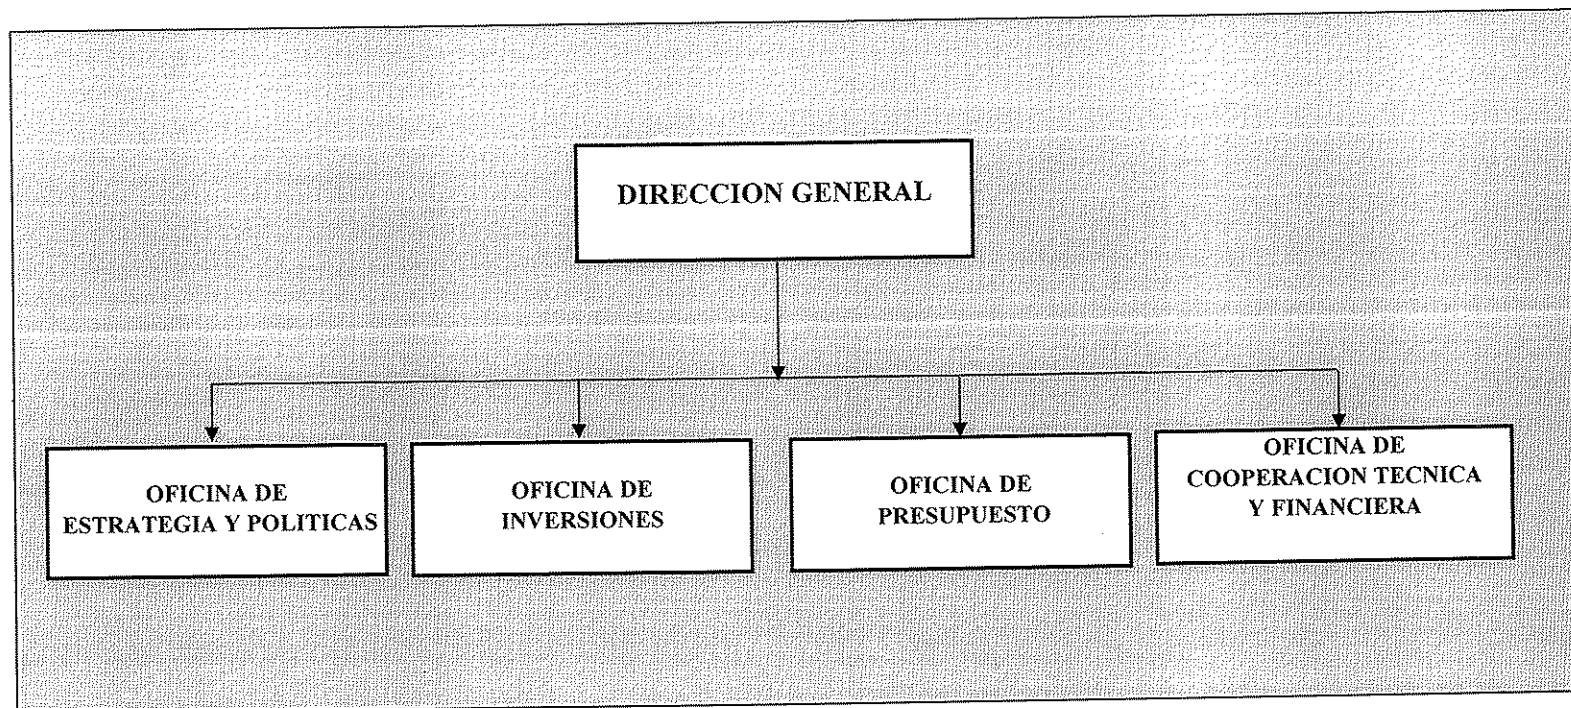 DIRECCION GENERAL
OFICINA DE
ESTRATEGIA Y POLITICAS
OFICINA DE
INVERSIONES
OFICINA DE
PRESUPUESTO
OFICINA DE
COOPERACION TECNICA
Y FINANCIERA